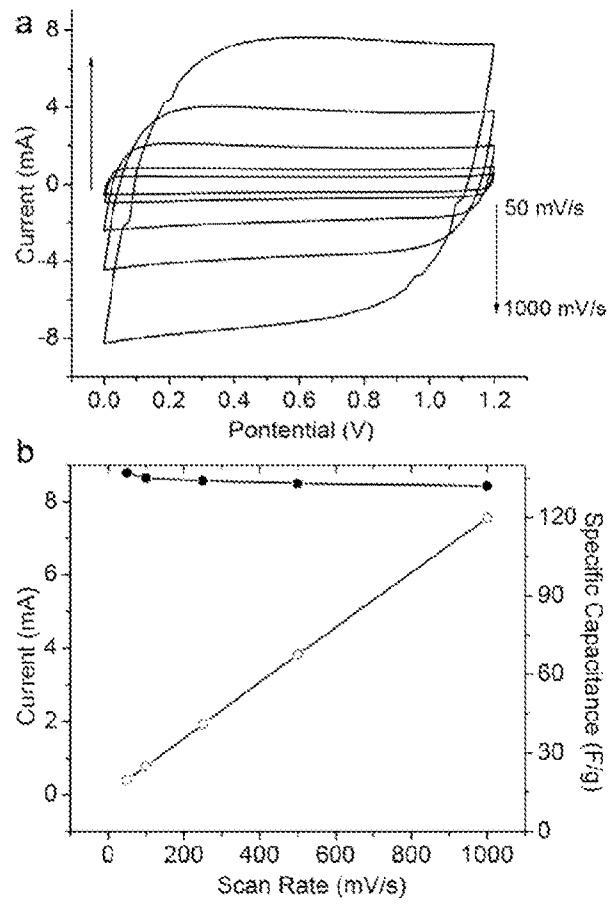 a
8
4
0
-4
-8
Current (mA)
50 mV/s
1000 mV/s
0.0 0.2 0.4 0.6 0.8 1.0 1.2
Pontential (V)
b
8
6
4
2
0
Current (mA)
120
90
60
30
0
Specific Capacitance (F/g)
0 200 400 600 800 1000
Scan Rate (mV/s)